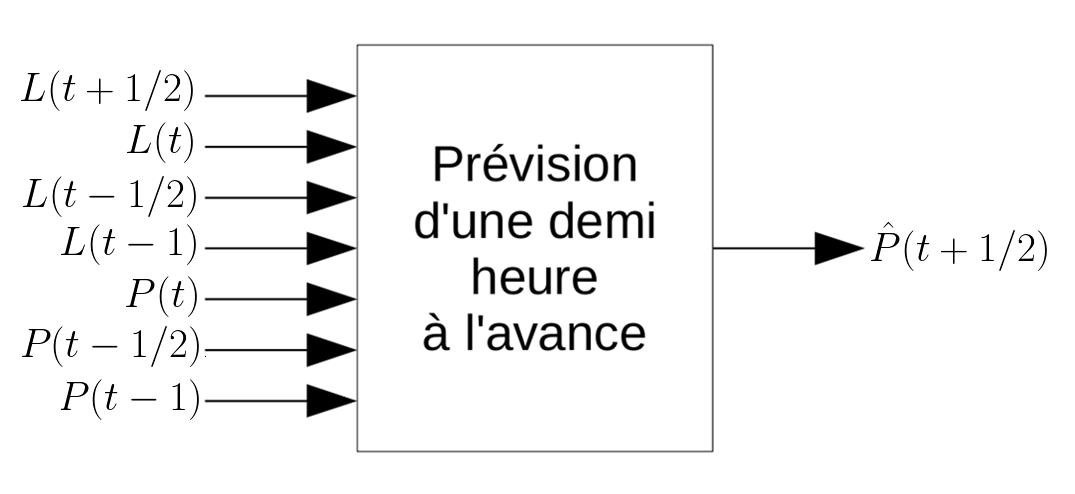 L(t + 1/2)
L(t)
L(t − 1/2)
L(t − 1)
P(t)
P(t − 1/2)
P(t − 1)
Prévision
d'une demi
heure
à l'avance
P̂(t + 1/2)